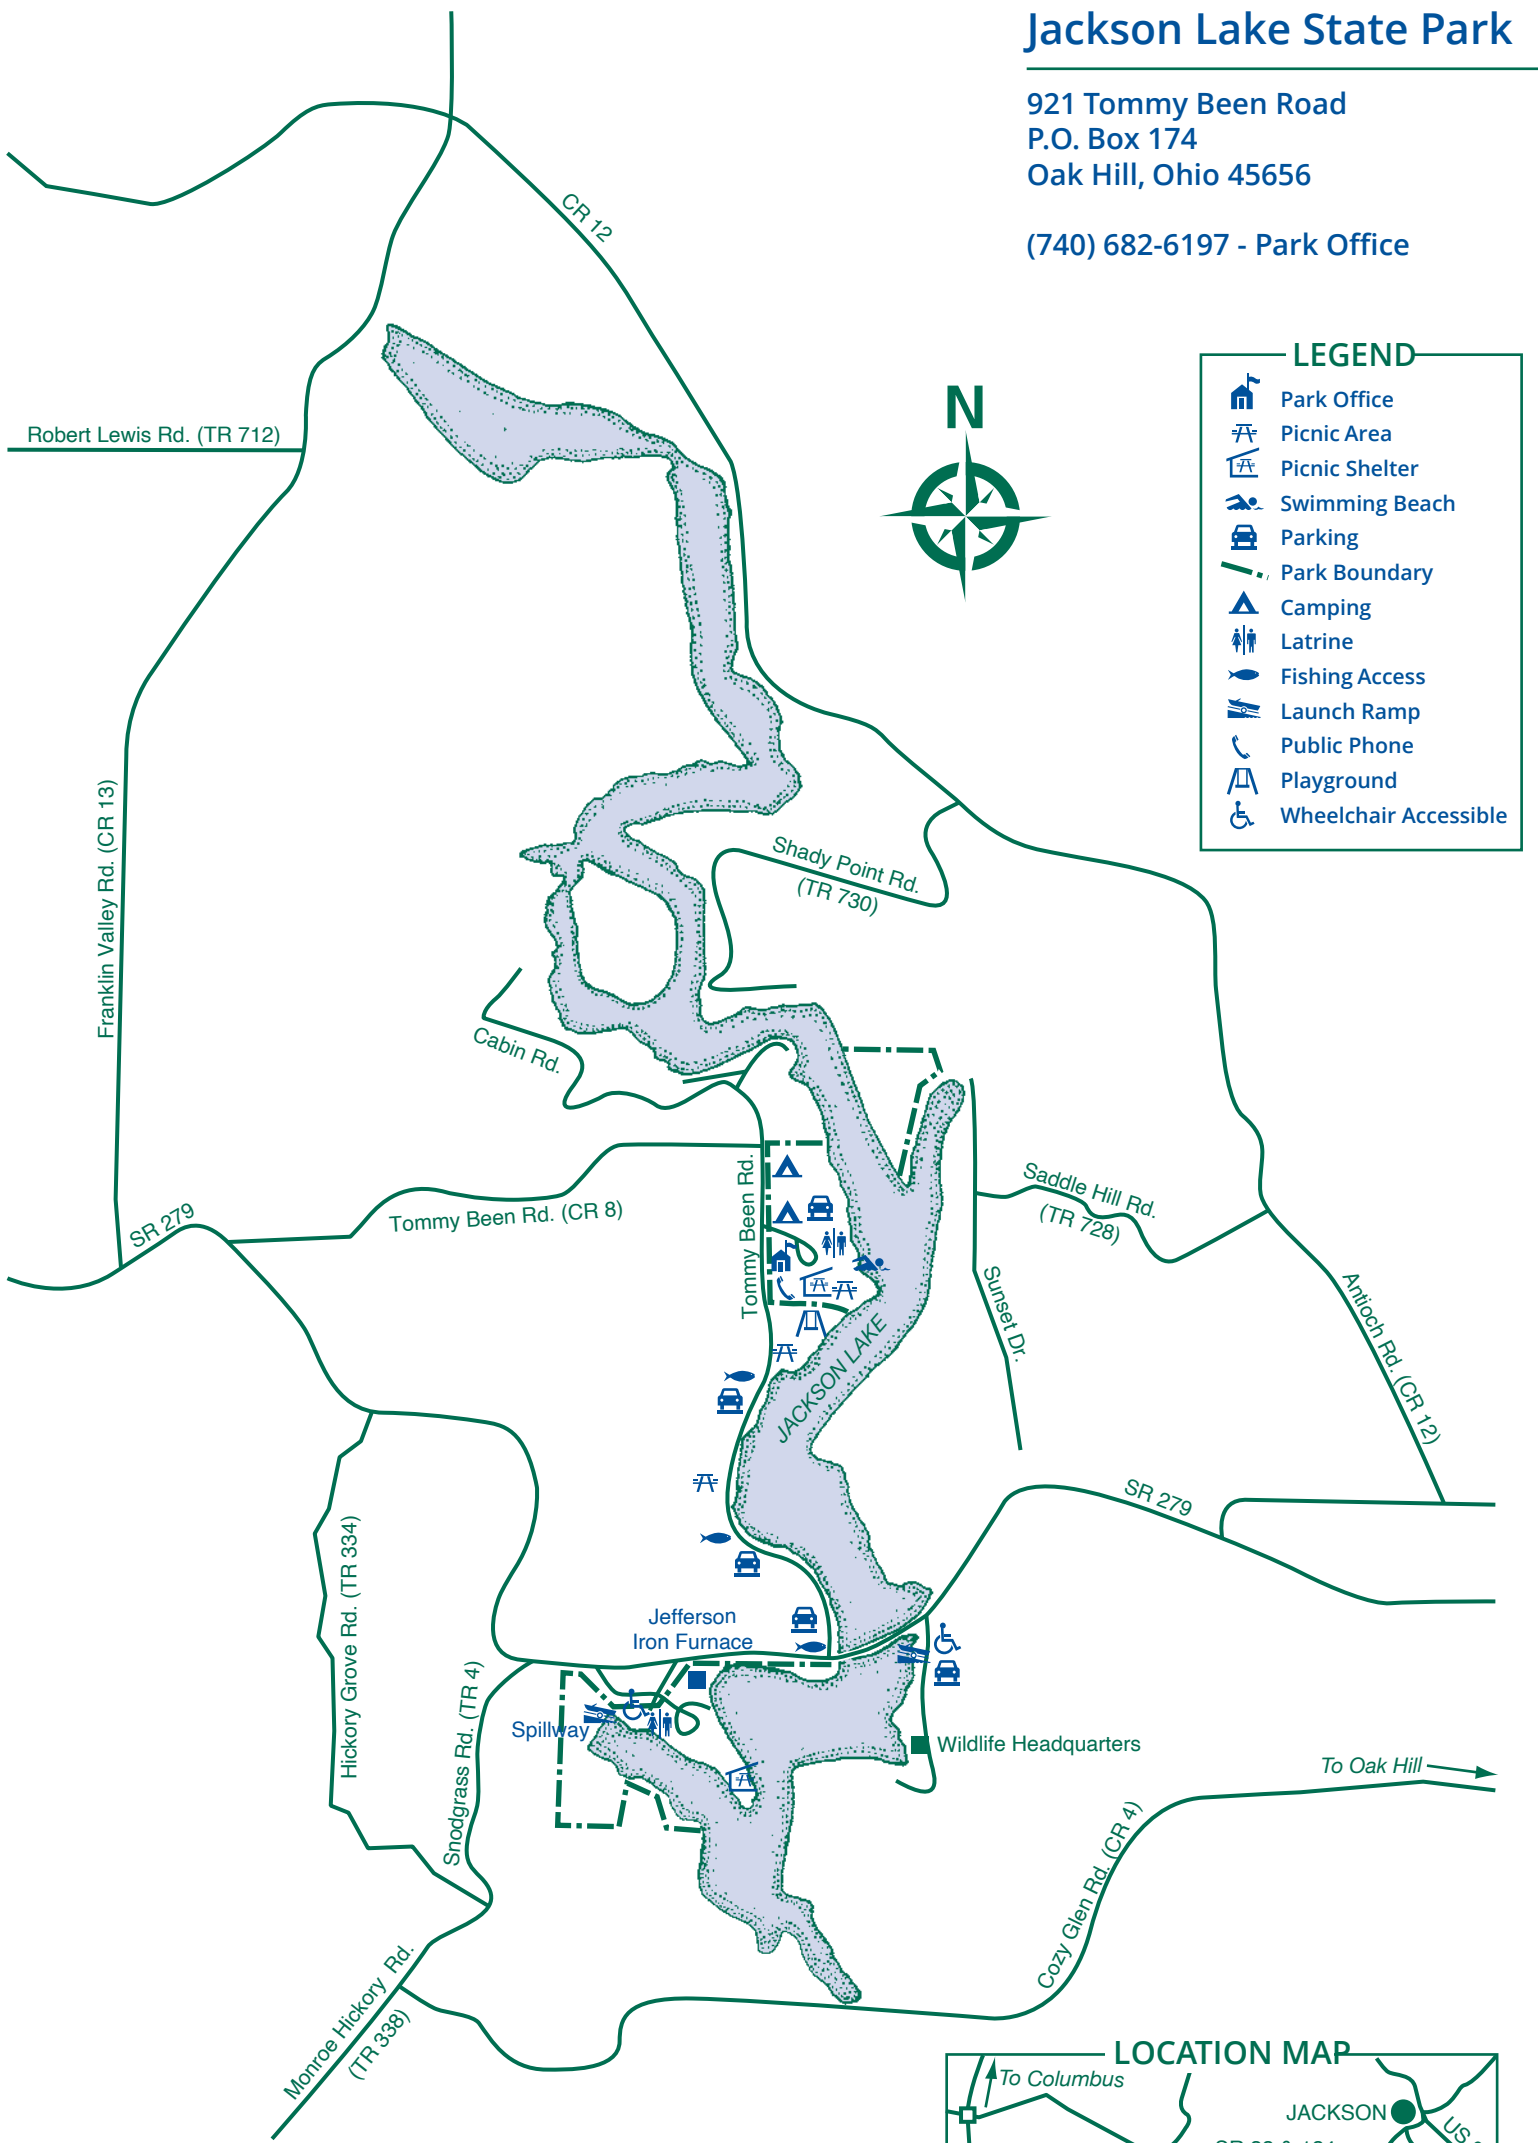 Jackson Lake State Park
921 Tommy Been Road
P.O. Box 174
Oak Hill, Ohio 45656
(740) 682-6197 - Park Office
CR 12
N
LEGEND
Park Office
Picnic Area
Picnic Shelter
Swimming Beach
Parking
Park Boundary
Camping
Latrine
Fishing Access
Launch Ramp
Public Phone
Playground
Wheelchair Accessible
Robert Lewis Rd. (TR 712)
Franklin Valley Rd. (CR 13)
Shady Point Rd.
(TR 730)
Cabin Rd.
Saddle Hill Rd.
(TR 728)
Tommy Been Rd.
Tommy Been Rd. (CR 8)
SR 279
Sunset Dr.
Antioch Rd. (CR 12)
JACKSON LAKE
SR 279
Hickory Grove Rd. (TR 334)
Jefferson
Iron Furnace
Snodgrass Rd. (TR 4)
Spillway
Wildlife Headquarters
To Oak Hill
Cozy Glen Rd. (CR 4)
Monroe Hickory Rd.
(TR 338)
LOCATION MAP
To Columbus
JACKSON
US